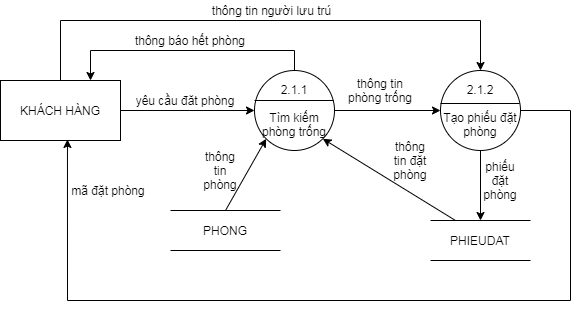 thông tin người lưu trú
thông báo hết phòng
KHÁCH HÀNG
yêu cầu đăt phòng
2.1.1
Tìm kiếm
phòng trống
thông tin
phòng trống
2.1.2
Tạo phiếu đặt
phòng
mã đặt phòng
thông
tin
phòng
thông
tin đặt
phòng
phiếu
đặt
phòng
PHONG
PHIEUDAT